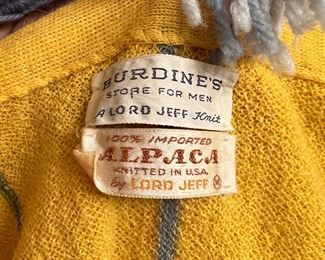 BURDINE'S
STORE FOR MEN
A LORD JEFF Knit
100% IMPORTED
ALPACA
KNITTED IN U.S.A.
by LORD JEFF M